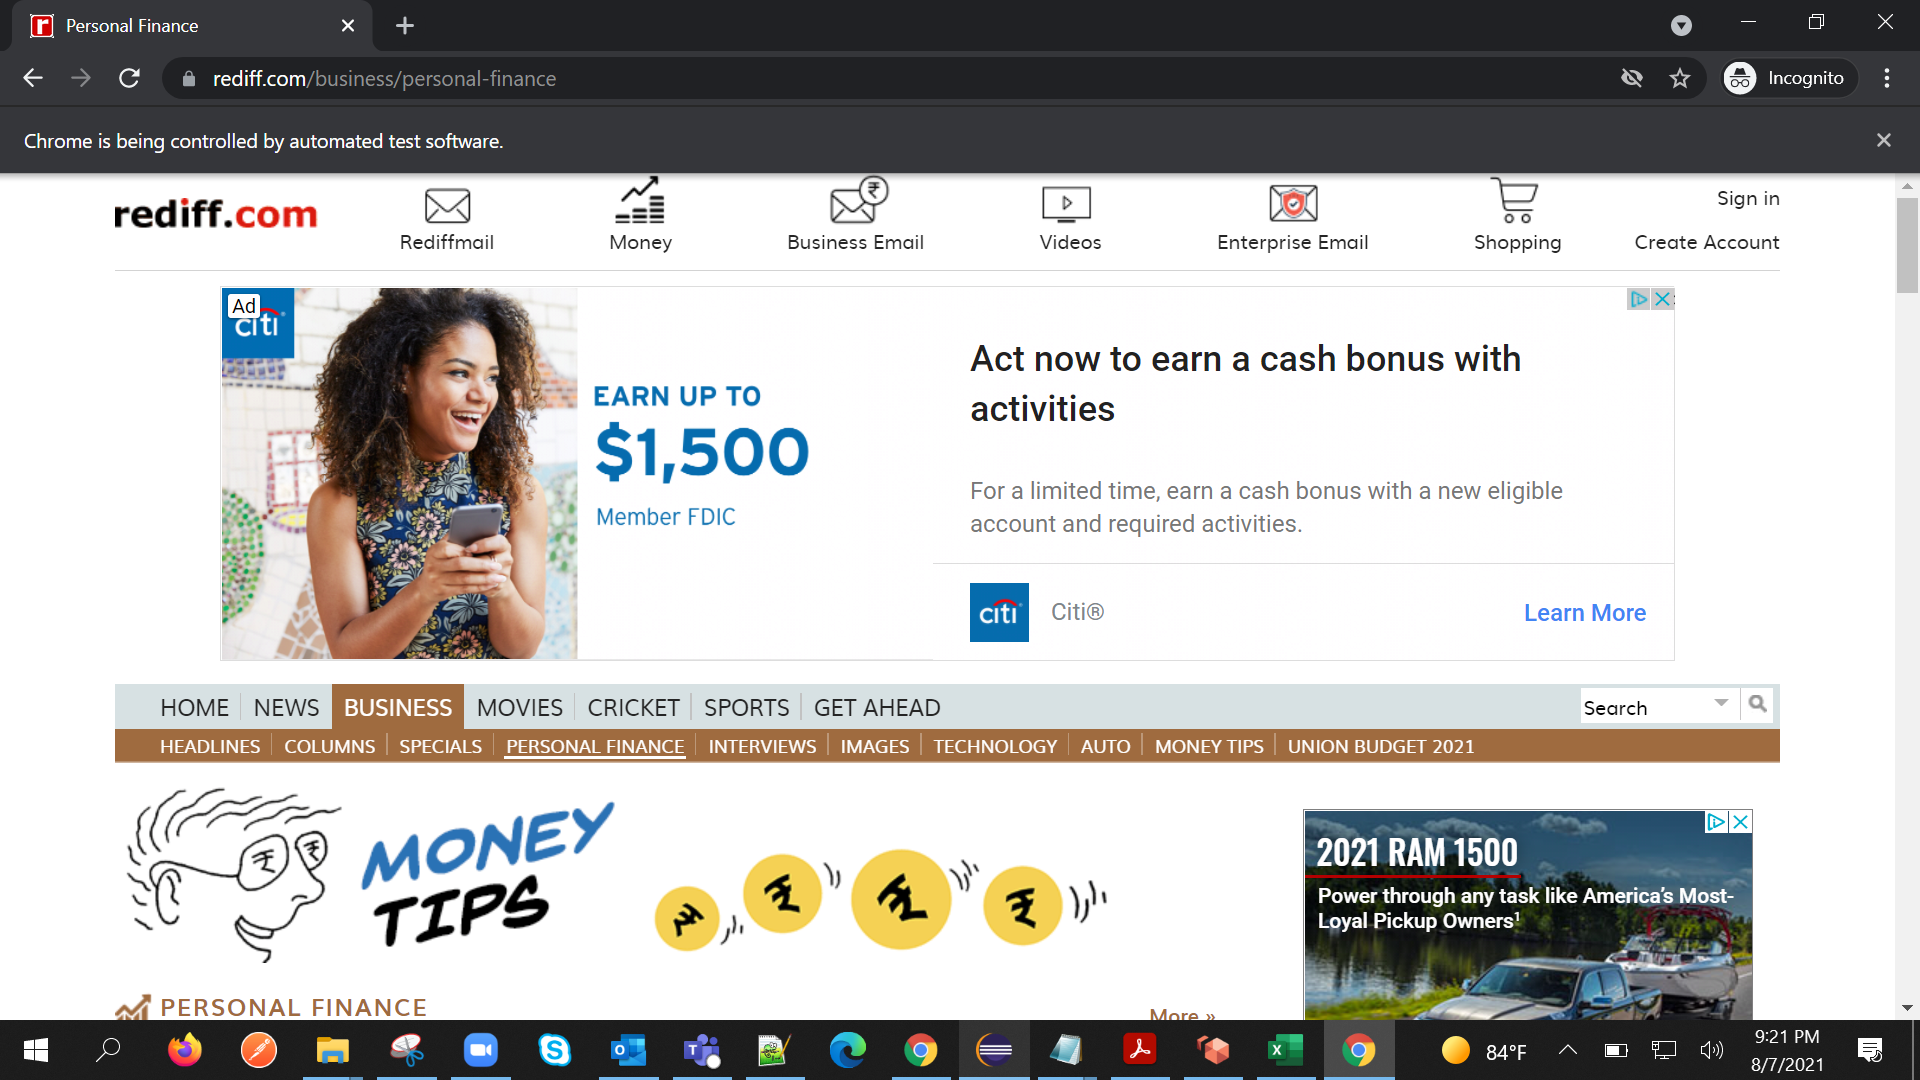 Personal Finance
rediff.com/business/personal-finance
Incognito
Chrome is being controlled by automated test software.
rediff.com
Rediffmail
Money
Business Email
Videos
Enterprise Email
Shopping
Sign in
Create Account
Ad
citi
EARN UP TO
$1,500
Member FDIC
Act now to earn a cash bonus with
activities
For a limited time, earn a cash bonus with a new eligible
account and required activities.
citi
Citi®
Learn More
HOME NEWS BUSINESS MOVIES CRICKET SPORTS GET AHEAD
Search
HEADLINES COLUMNS SPECIALS PERSONAL FINANCE INTERVIEWS IMAGES TECHNOLOGY AUTO MONEY TIPS UNION BUDGET 2021
MONEY
TIPS
2021 RAM 1500
Power through any task like America's Most-
Loyal Pickup Owners¹
PERSONAL FINANCE
More »
84°F
9:21 PM
8/7/2021